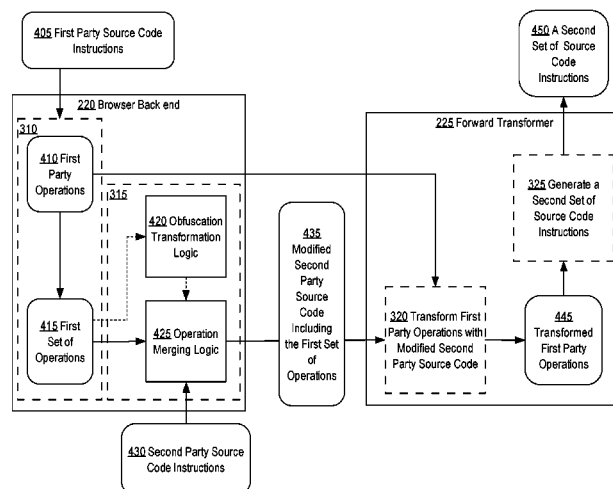 405 First Party Source Code
Instructions
450 A Second
Set of Source
Code
Instructions
220 Browser Back end
225 Forward Transformer
310
410 First
Party
Operations
315
420 Obfuscation
Transformation
Logic
435
Modified
Second
Party
Source
Code
Including
the First Set
of
Operations
325 Generate a
Second Set of
Source Code
Instructions
415 First
Set of
Operations
425 Operation
Merging Logic
320 Transform First
Party Operations with
Modified Second
Party Source Code
445
Transformed
First Party
Operations
430 Second Party Source
Code Instructions